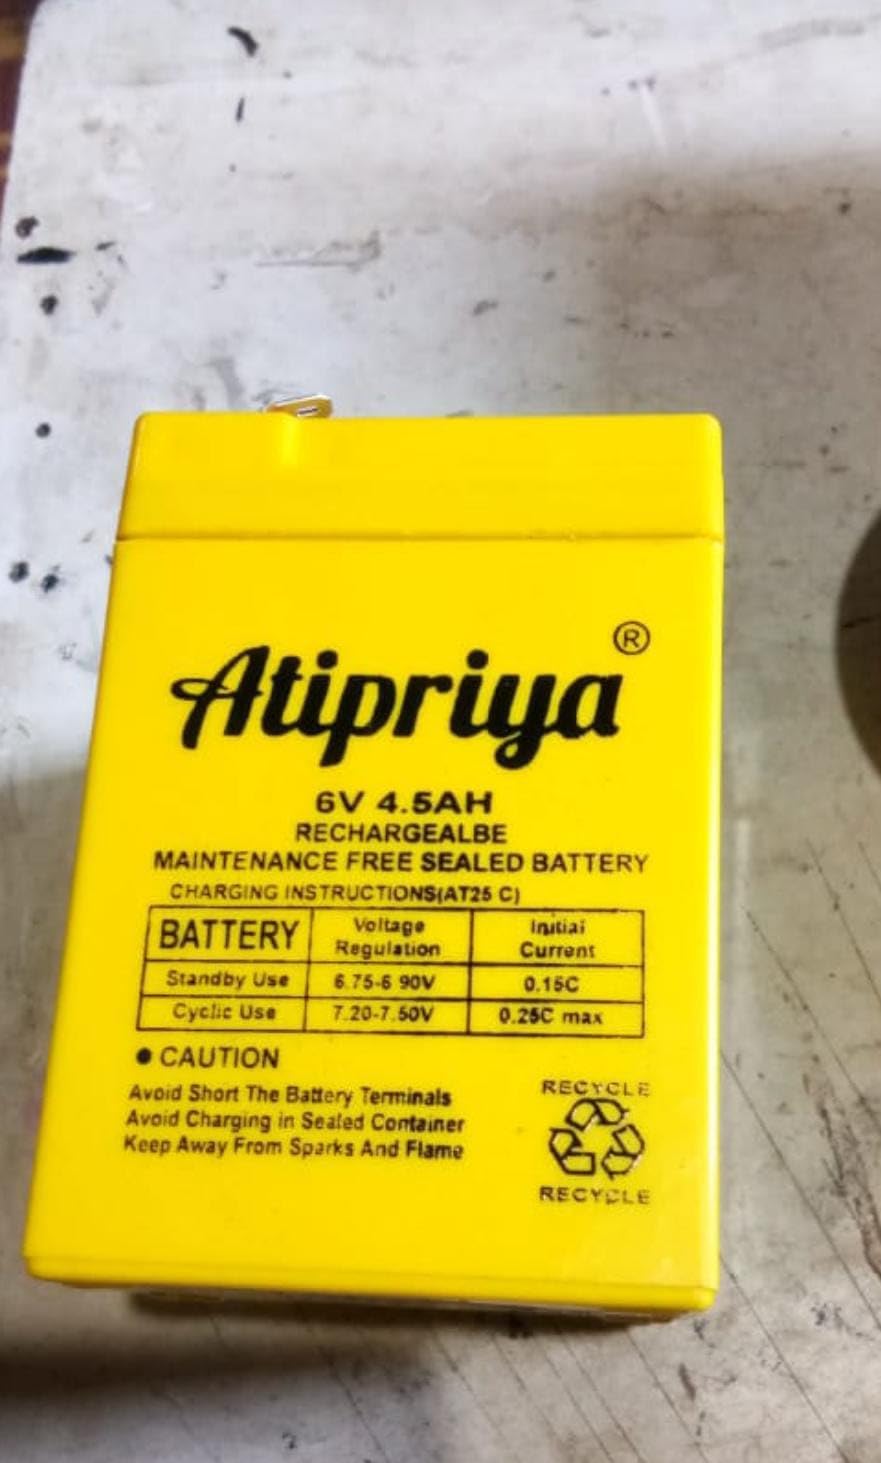 Atipriya ®
6V 4.5AH
RECHARGEALBE
MAINTENANCE FREE SEALED BATTERY
CHARGING INSTRUCTIONS(AT25 C)
BATTERY Voltage Regulation Initial Current
Standby Use 6.75-6 90V 0.15C
Cyclic Use 7.20-7.50V 0.25C max
● CAUTION
Avoid Short The Battery Terminals
Avoid Charging in Sealed Container
Keep Away From Sparks And Flame
RECYCLE
RECYCLE